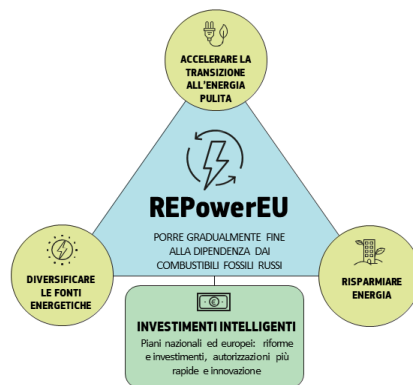 ACCELERARE LA
TRANSIZIONE
ALL'ENERGIA
PULITA
REPowerEU
PORRE GRADUALMENTE FINE
ALLA DIPENDENZA DAI
COMBUSTIBILI FOSSILI RUSSI
DIVERSIFICARE
LE FONTI
ENERGETICHE
RISPARMIARE
ENERGIA
€
INVESTIMENTI INTELLIGENTI
Piani nazionali ed europei: riforme
e investimenti, autorizzazioni più
rapide e innovazione